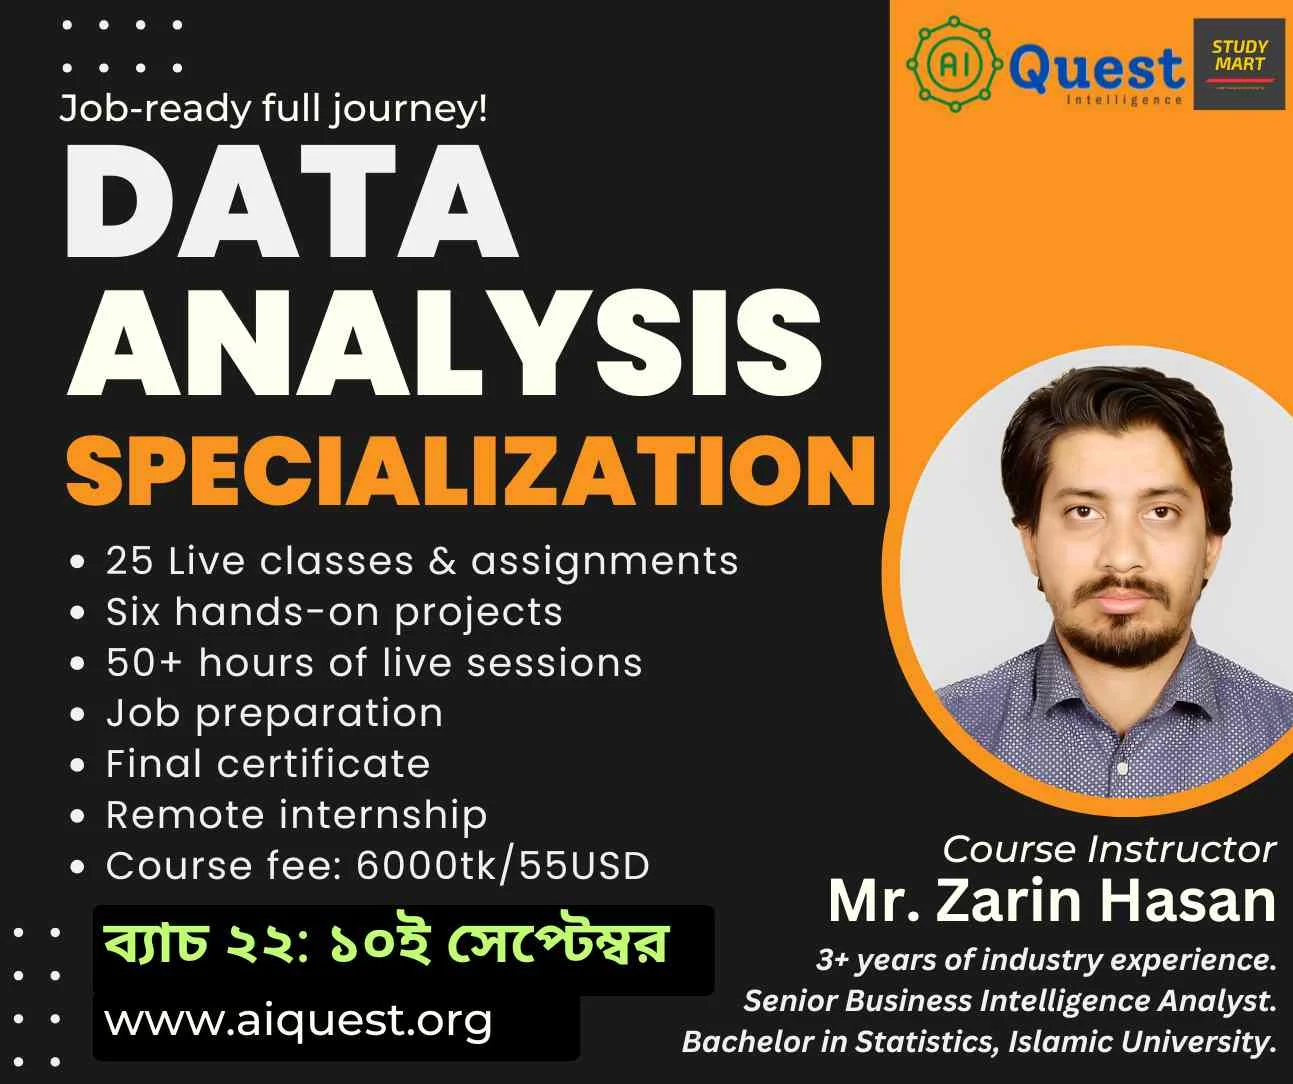 Job-ready full journey!
DATA
ANALYSIS
SPECIALIZATION
• 25 Live classes & assignments
• Six hands-on projects
• 50+ hours of live sessions
• Job preparation
• Final certificate
• Remote internship
• Course fee: 6000tk/55USD
ব্যাচ ২২: ১০ই সেপ্টেম্বর
www.aiquest.org
AI Quest
Intelligence
STUDY
MART
Course Instructor
Mr. Zarin Hasan
3+ years of industry experience.
Senior Business Intelligence Analyst.
Bachelor in Statistics, Islamic University.